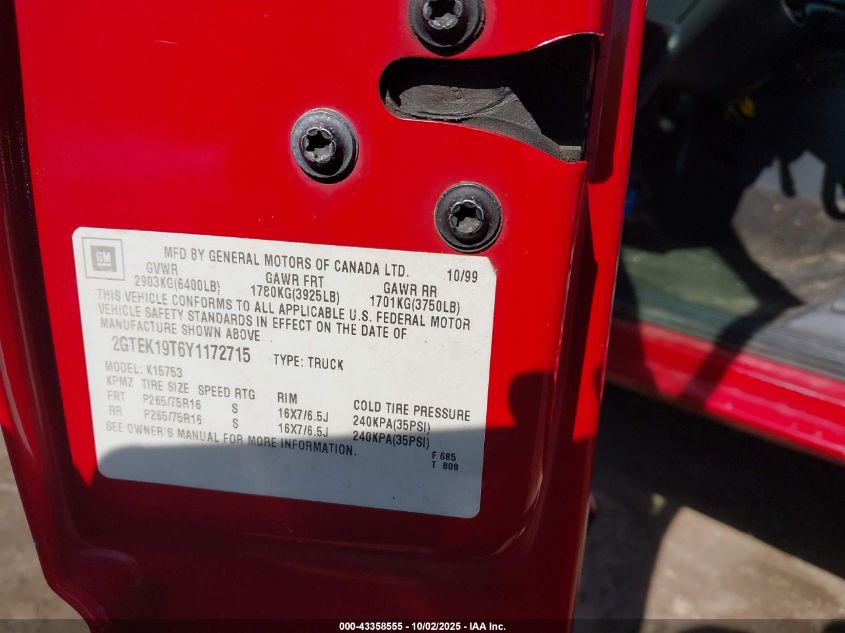 GM
MFD BY GENERAL MOTORS OF CANADA LTD. 10/99
GVWR GAWR FRT GAWR RR
2903KG(6400LB) 1780KG(3925LB) 1701KG(3750LB)
THIS VEHICLE CONFORMS TO ALL APPLICABLE U.S. FEDERAL MOTOR
VEHICLE SAFETY STANDARDS IN EFFECT ON THE DATE OF
MANUFACTURE SHOWN ABOVE.
2GTEK19T6Y1172715 TYPE: TRUCK
MODEL: K15753
KPMZ TIRE SIZE SPEED RTG RIM COLD TIRE PRESSURE
FRT P265/75R16 S 16X7/6.5J 240KPA(35PSI)
RR P265/75R16 S 16X7/6.5J 240KPA(35PSI)
SEE OWNER'S MANUAL FOR MORE INFORMATION.
F 685
T 808
000-43358555 - 10/02/2025 - IAA Inc.